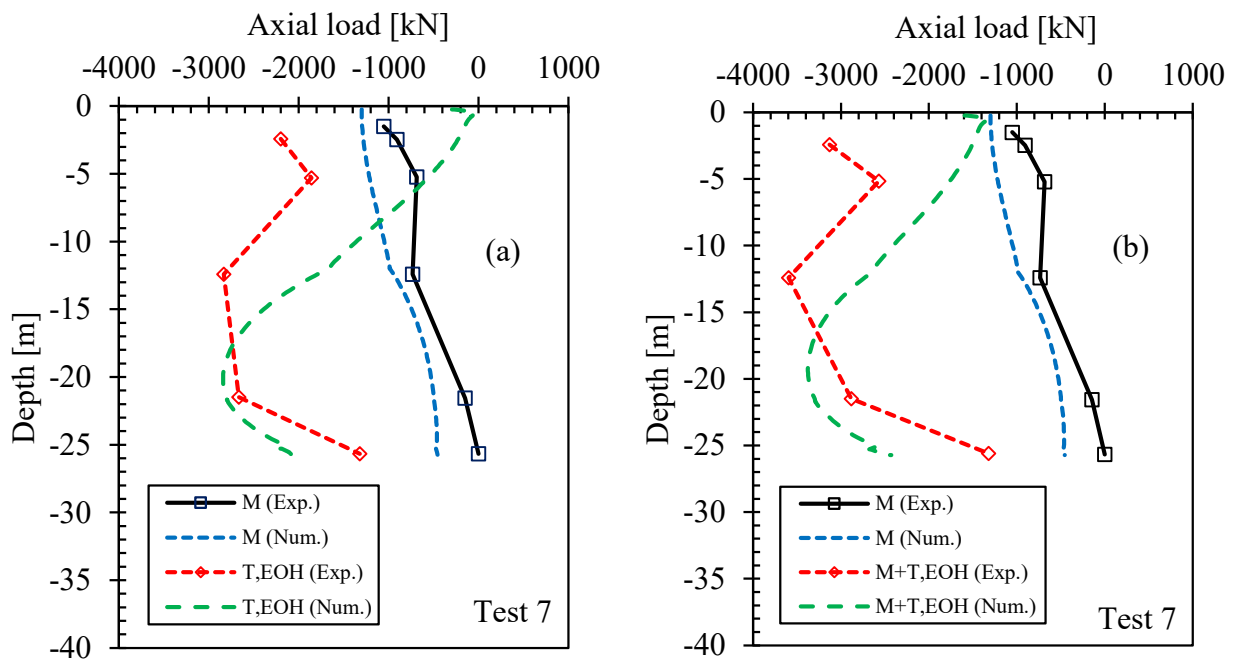 Axial load [kN]
-4000 -3000 -2000 -1000 0 1000
0
-5
-10
-15
-20
-25
-30
-35
-40
Depth [m]
(a)
M (Exp.)
M (Num.)
T,EOH (Exp.)
T,EOH (Num.)
Test 7
Axial load [kN]
-4000 -3000 -2000 -1000 0 1000
0
-5
-10
-15
-20
-25
-30
-35
-40
Depth [m]
(b)
M (Exp.)
M (Num.)
M+T,EOH (Exp.)
M+T,EOH (Num.)
Test 7